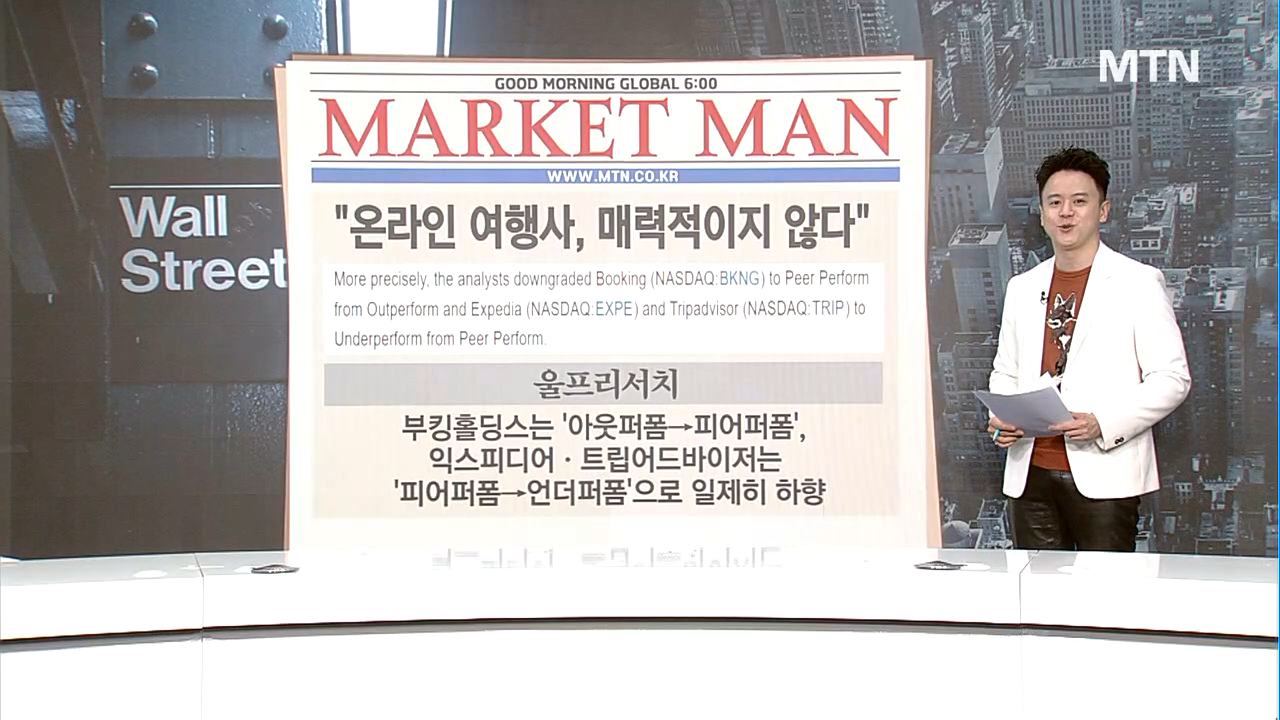 MTN
GOOD MORNING GLOBAL 6:00
MARKET MAN
WWW.MTN.CO.KR
Wall
Street
"온라인 여행사, 매력적이지 않다"
More precisely, the analysts downgraded Booking (NASDAQ:BKNG) to Peer Perform
from Outperform and Expedia (NASDAQ:EXPE) and Tripadvisor (NASDAQ:TRIP) to
Underperform from Peer Perform.
울프리서치
부킹홀딩스는 '아웃퍼폼→피어퍼폼',
익스피디어 · 트립어드바이저는
'피어퍼폼→언더퍼폼'으로 일제히 하향